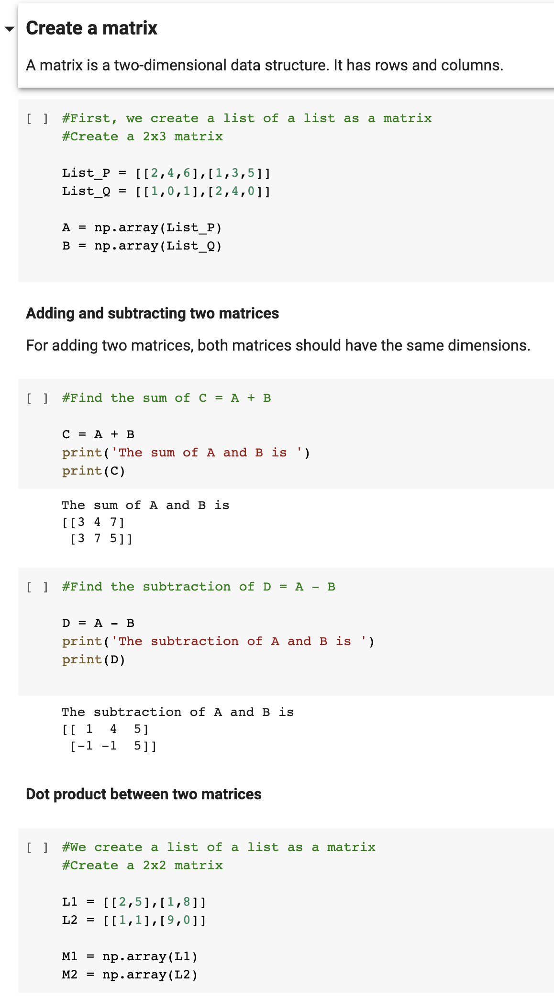 Create a matrix
A matrix is a two-dimensional data structure. It has rows and columns.
[ ] #First, we create a list of a list as a matrix
#Create a 2x3 matrix
List_P = [[2,4,6],[1,3,5]]
List_Q = [[1,0,1],[2,4,0]]
A = np.array(List_P)
B = np.array(List_Q)
Adding and subtracting two matrices
For adding two matrices, both matrices should have the same dimensions.
[ ] #Find the sum of C = A + B
C = A + B
print('The sum of A and B is ')
print(C)
The sum of A and B is
[[3 4 7]
 [3 7 5]]
[ ] #Find the subtraction of D = A - B
D = A - B
print('The subtraction of A and B is ')
print(D)
The subtraction of A and B is
[[ 1  4  5]
 [-1 -1  5]]
Dot product between two matrices
[ ] #We create a list of a list as a matrix
#Create a 2x2 matrix
L1 = [[2,5],[1,8]]
L2 = [[1,1],[9,0]]
M1 = np.array(L1)
M2 = np.array(L2)